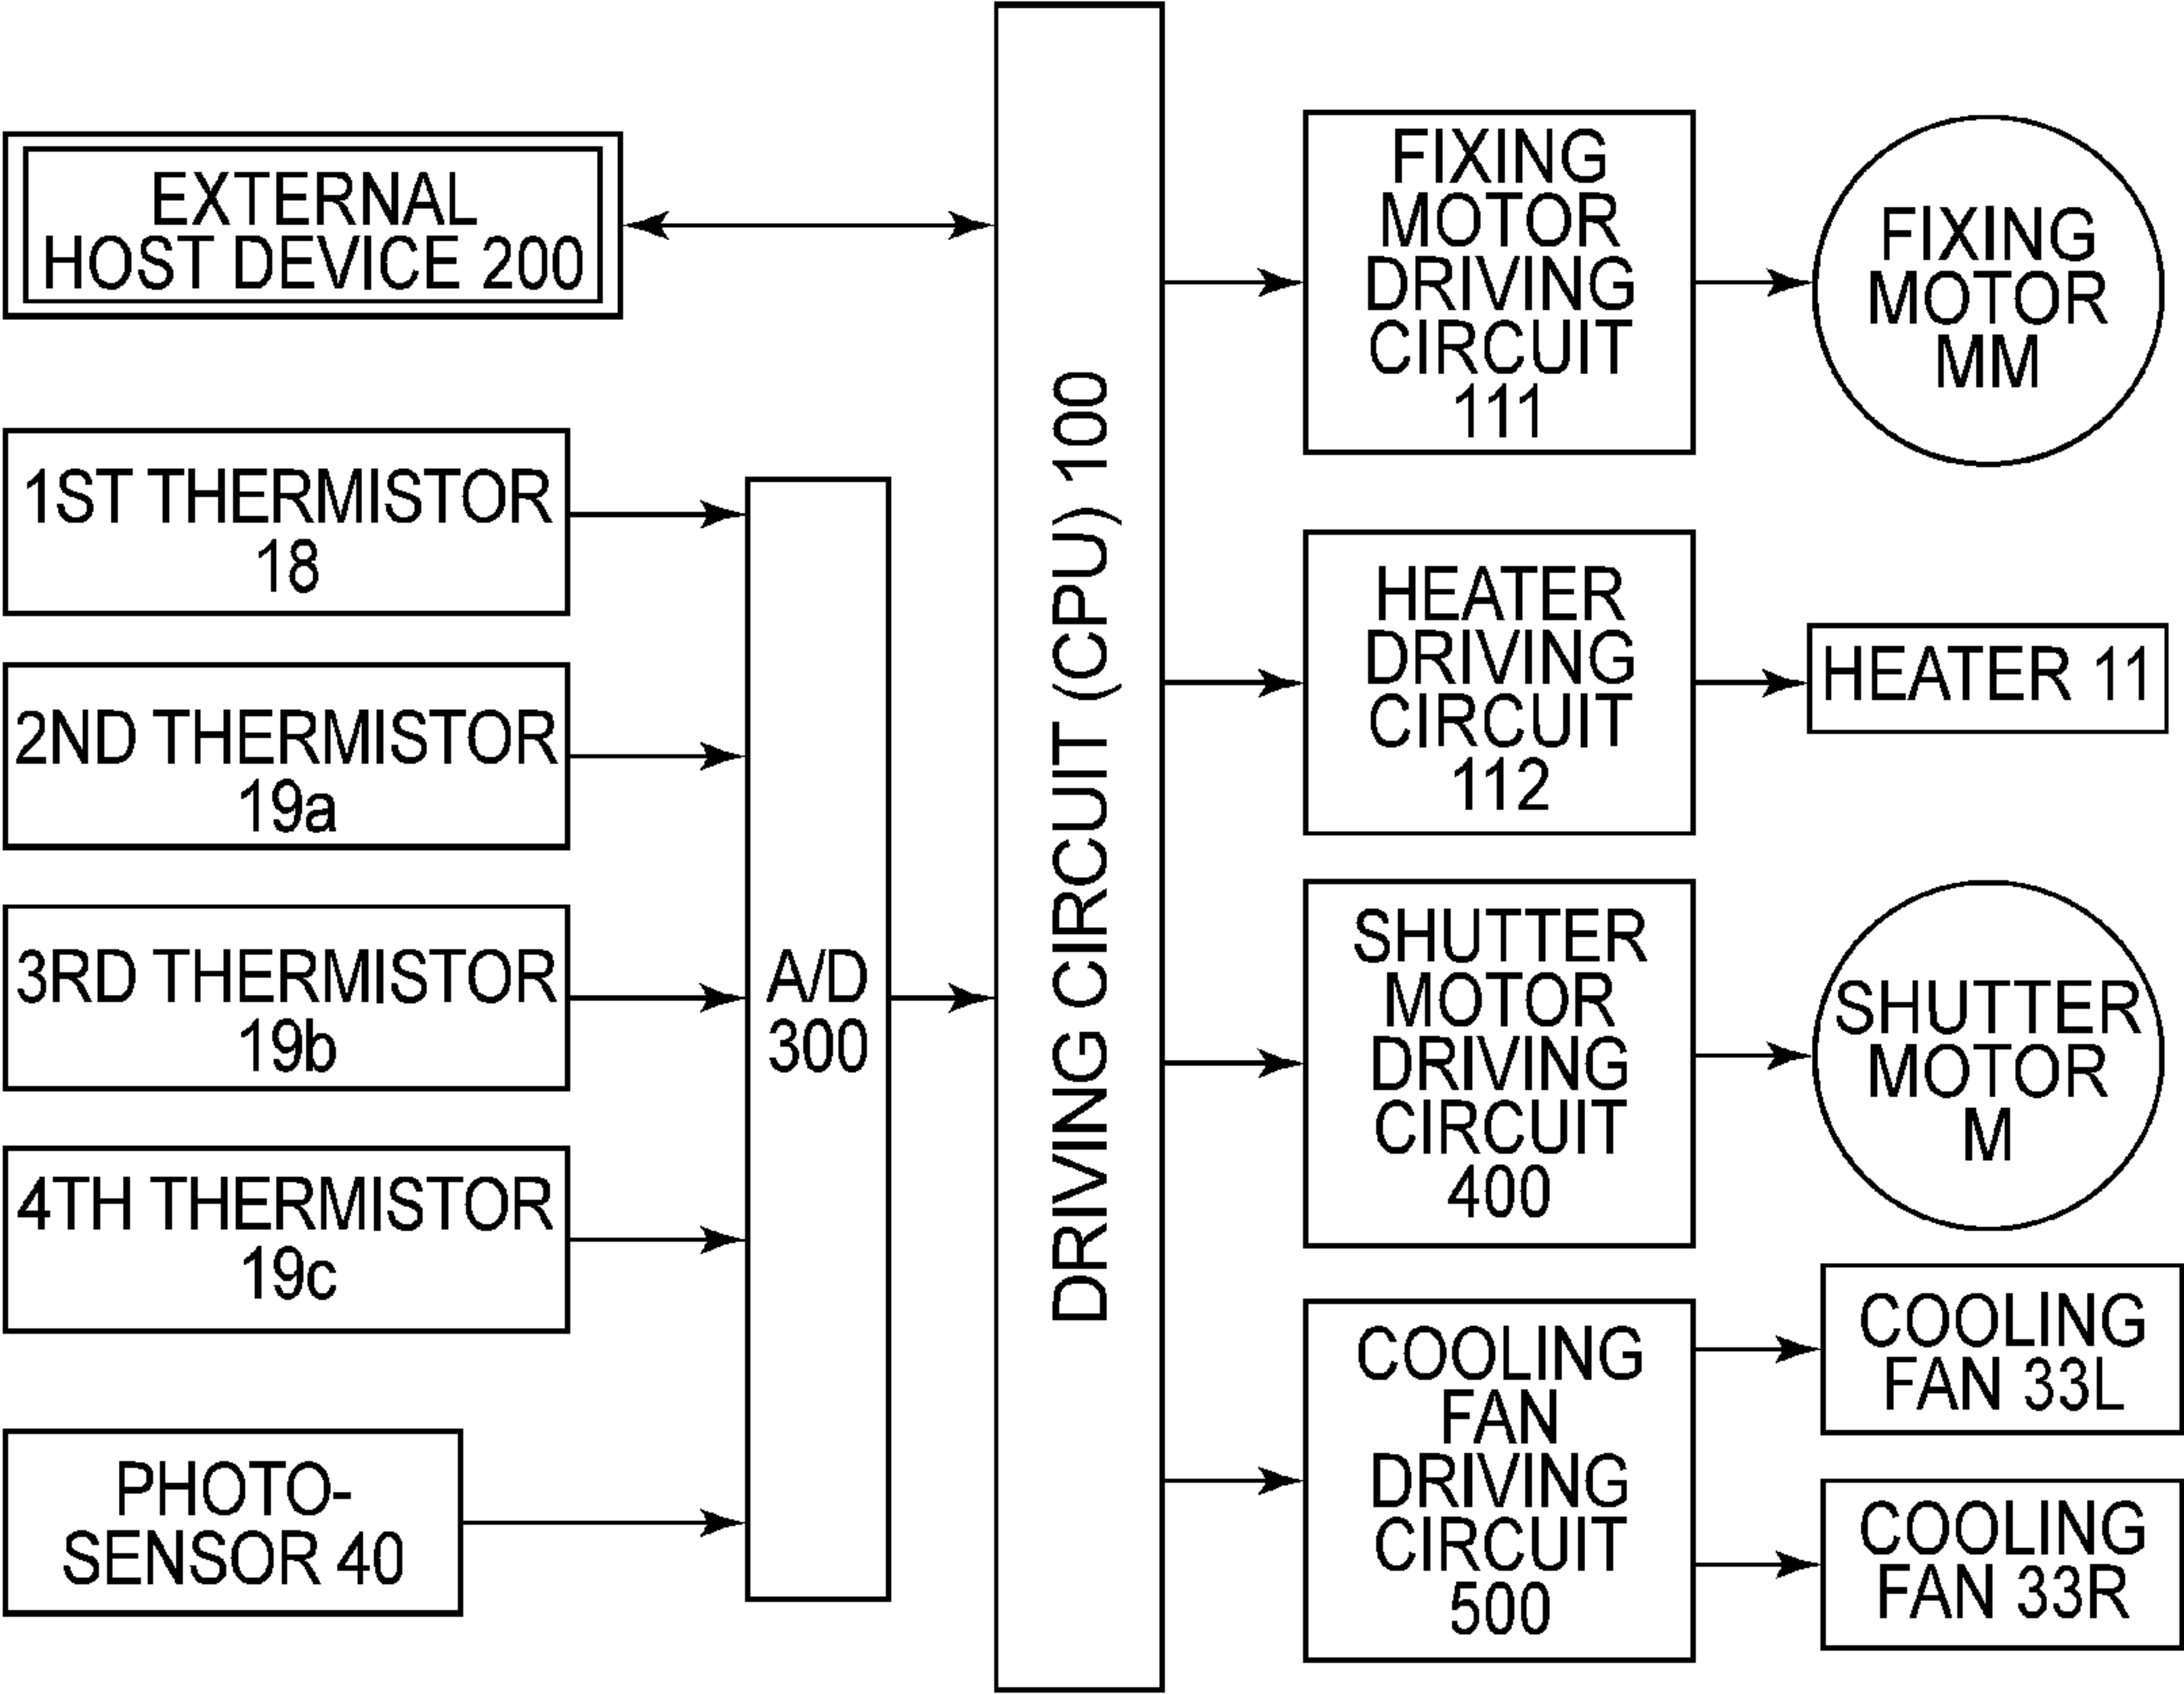 EXTERNAL
HOST DEVICE 200
1ST THERMISTOR
18
2ND THERMISTOR
19a
3RD THERMISTOR
19b
4TH THERMISTOR
19c
PHOTO-
SENSOR 40
A/D
300
DRIVING CIRCUIT (CPU) 100
FIXING
MOTOR
DRIVING
CIRCUIT
111
HEATER
DRIVING
CIRCUIT
112
SHUTTER
MOTOR
DRIVING
CIRCUIT
400
COOLING
FAN
DRIVING
CIRCUIT
500
FIXING
MOTOR
MM
HEATER 11
SHUTTER
MOTOR
M
COOLING
FAN 33L
COOLING
FAN 33R